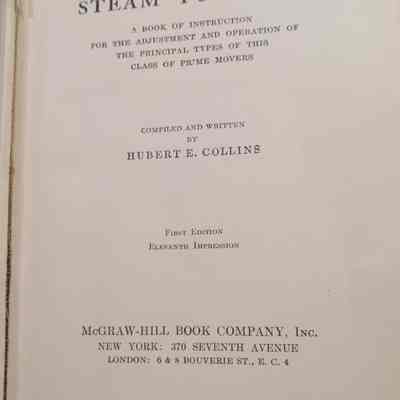 STEAM
A BOOK OF INSTRUCTION
FOR THE ADJUSTMENT AND OPERATION OF
THE PRINCIPAL TYPES OF THIS
CLASS OF PRIME MOVERS
COMPILED AND WRITTEN
BY
HUBERT E. COLLINS
First Edition
Eleventh Impression
McGRAW-HILL BOOK COMPANY, Inc.
NEW YORK: 370 SEVENTH AVENUE
LONDON: 6 & 8 BOUVERIE ST., E. C. 4